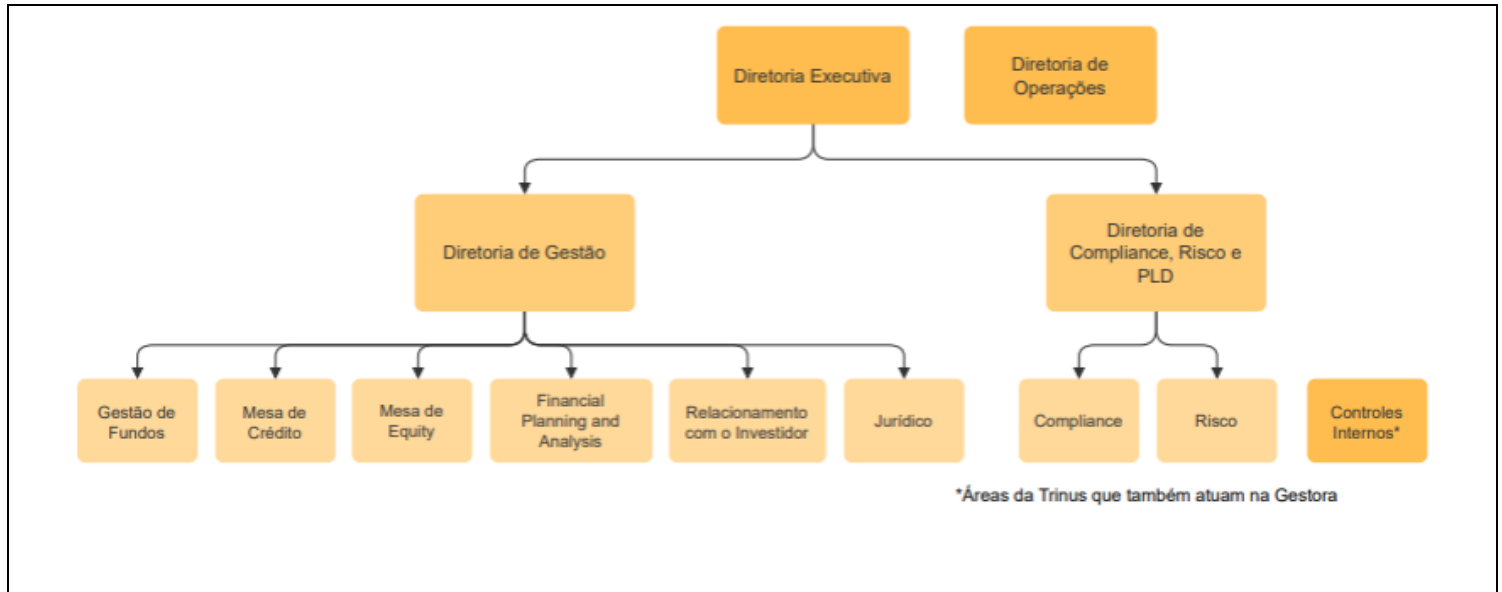 Diretoria Executiva
Diretoria de
Operações
Diretoria de Gestão
Diretoria de
Compliance, Risco e
PLD
Gestão de
Fundos
Mesa de
Crédito
Mesa de
Equity
Financial
Planning and
Analysis
Relacionamento
com o Investidor
Jurídico
Compliance
Risco
Controles
Internos*
*Áreas da Trinus que também atuam na Gestora